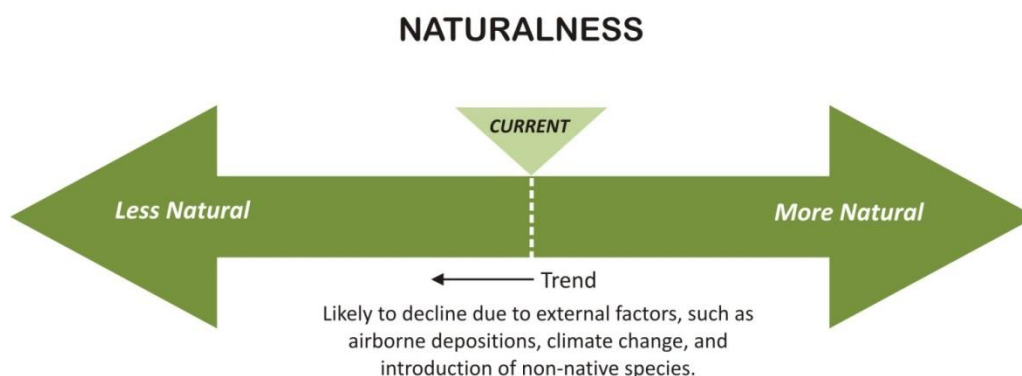 NATURALNESS
CURRENT
Less Natural
More Natural
Trend
Likely to decline due to external factors, such as
airborne depositions, climate change, and
introduction of non-native species.